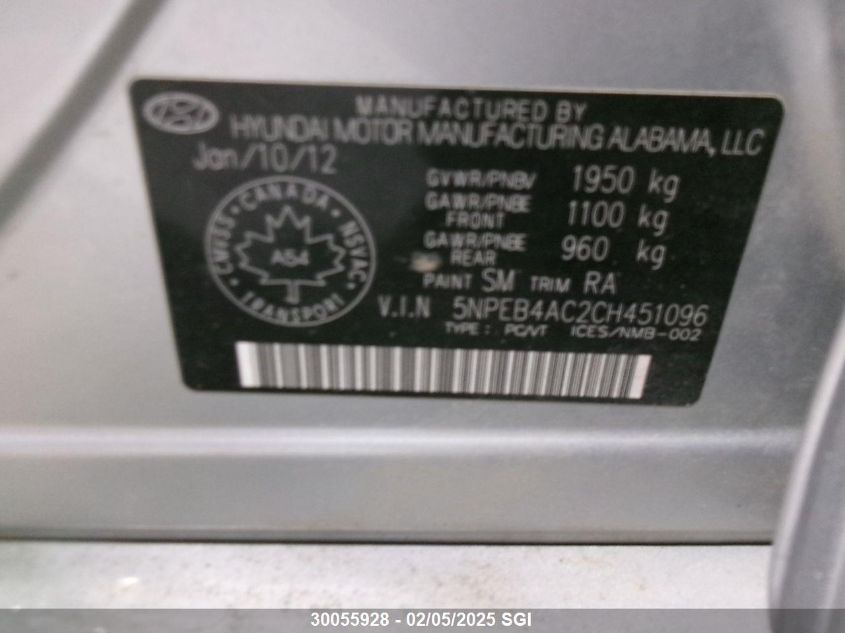 MANUFACTURED BY
HYUNDAI MOTOR MANUFACTURING ALABAMA, LLC
Jan/10/12
GVWR/PNBV 1950 kg
GAWR/PNBE FRONT 1100 kg
GAWR/PNBE REAR 960 kg
PAINT SM TRIM RA
V.I.N 5NPEB4AC2CH451096
TYPE : PC/VT ICES/NMB-002
CANADA
CMVSS • NSVAC
A54
TRANSPORT
30055928 - 02/05/2025 SGI